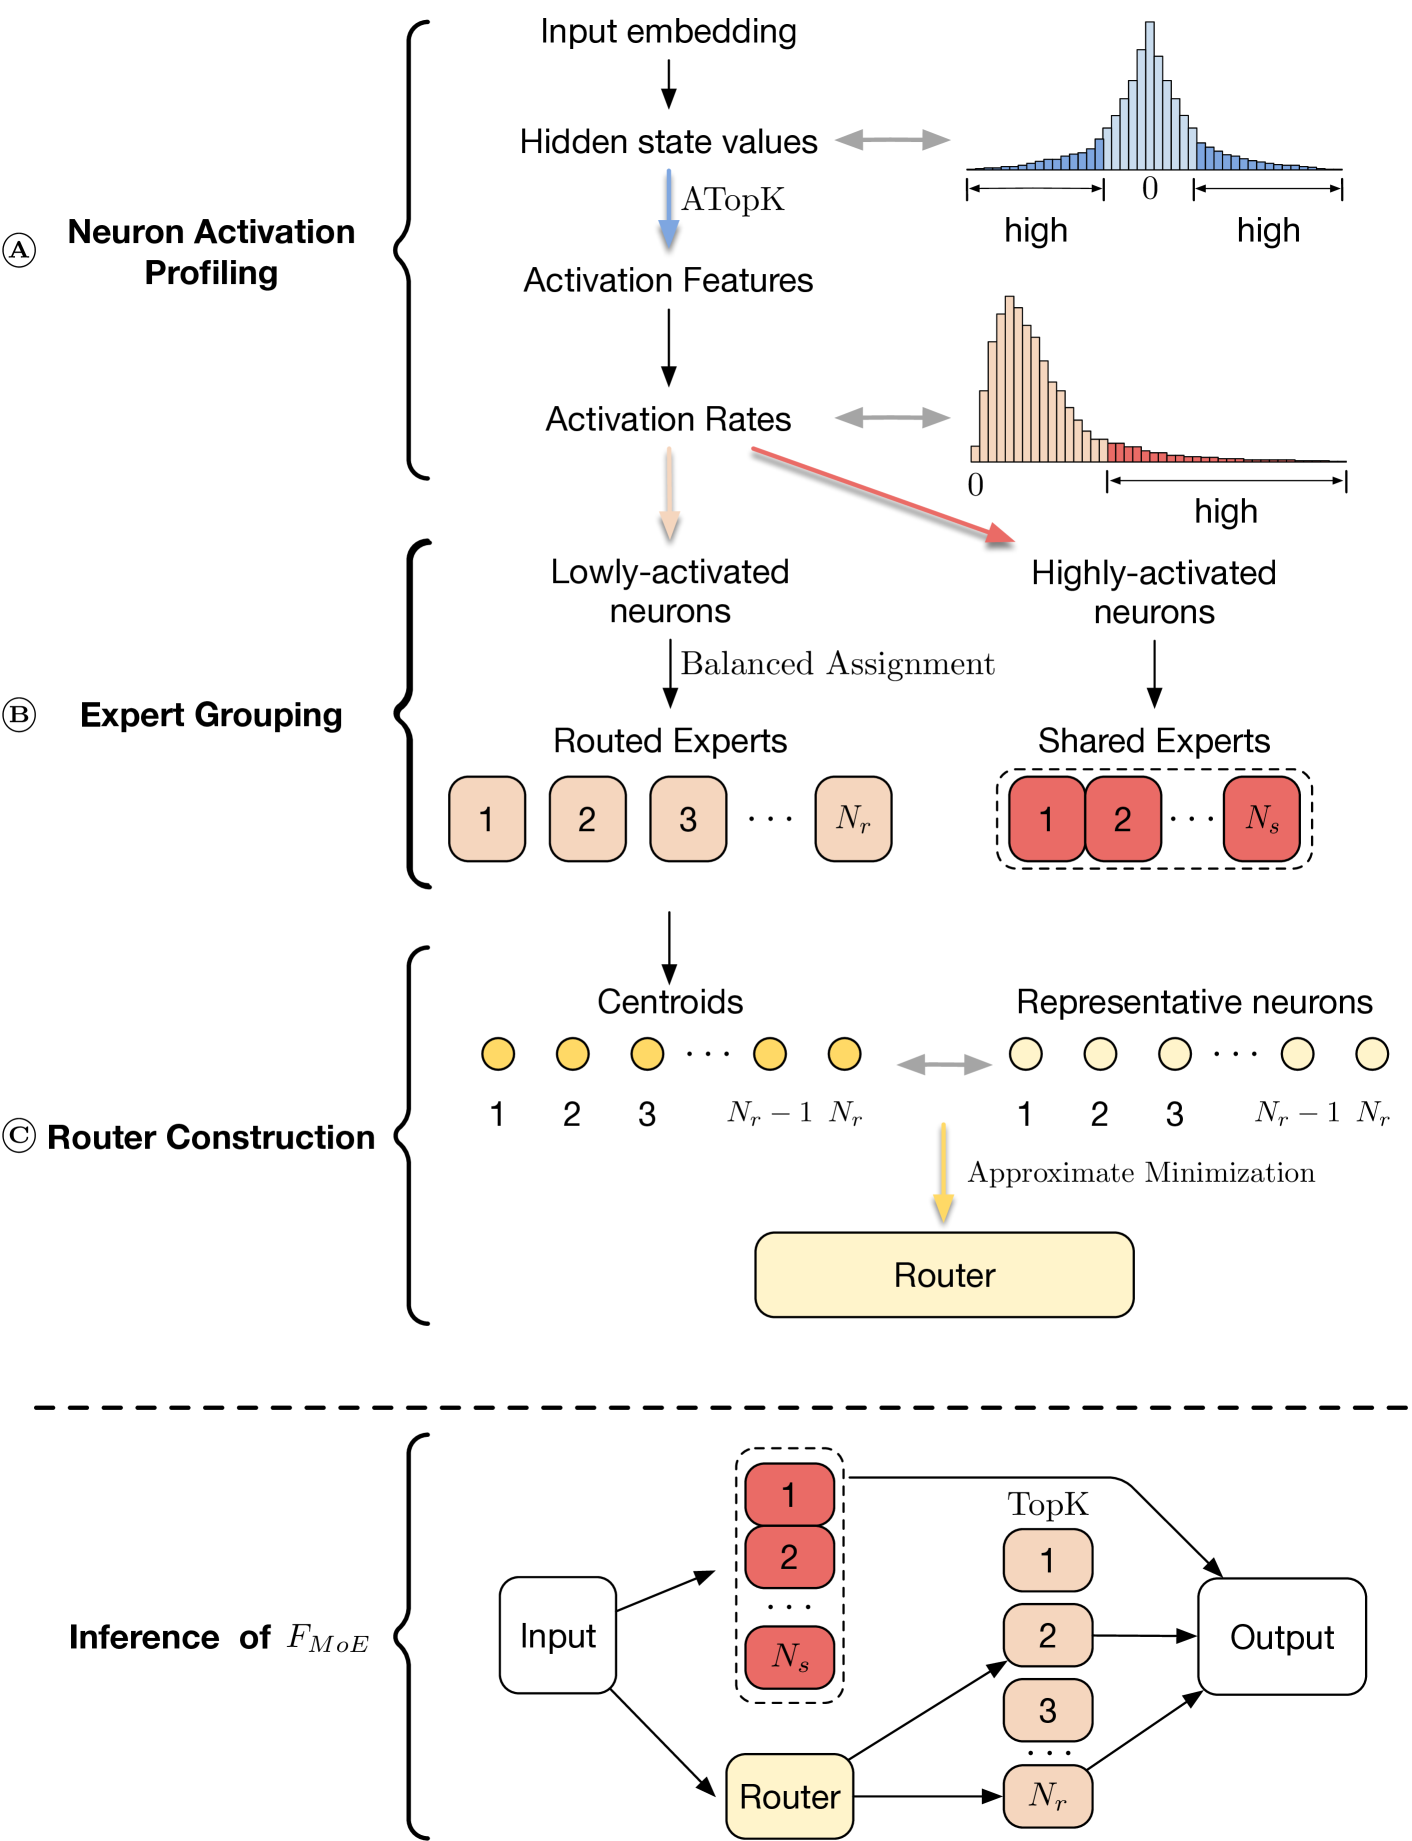 Input embedding
Hidden state values
0
high
high
ATopK
Ⓐ Neuron Activation
Profiling
Activation Features
Activation Rates
0
high
Lowly-activated
neurons
Highly-activated
neurons
Balanced Assignment
Ⓑ Expert Grouping
Routed Experts
Shared Experts
1 2 3 ··· N_r
1 2 ··· N_s
Centroids
Representative neurons
···
···
1 2 3 N_r − 1 N_r
1 2 3 N_r − 1 N_r
Ⓒ Router Construction
Approximate Minimization
Router
Inference of F_{MoE}
Input
1
2
···
N_s
Router
TopK
1
2
3
···
N_r
Output